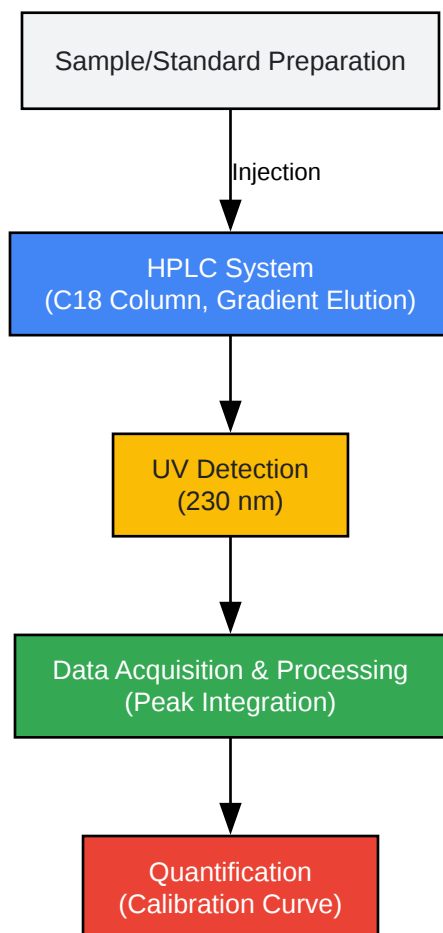 Sample/Standard Preparation
Injection
HPLC System
(C18 Column, Gradient Elution)
UV Detection
(230 nm)
Data Acquisition & Processing
(Peak Integration)
Quantification
(Calibration Curve)